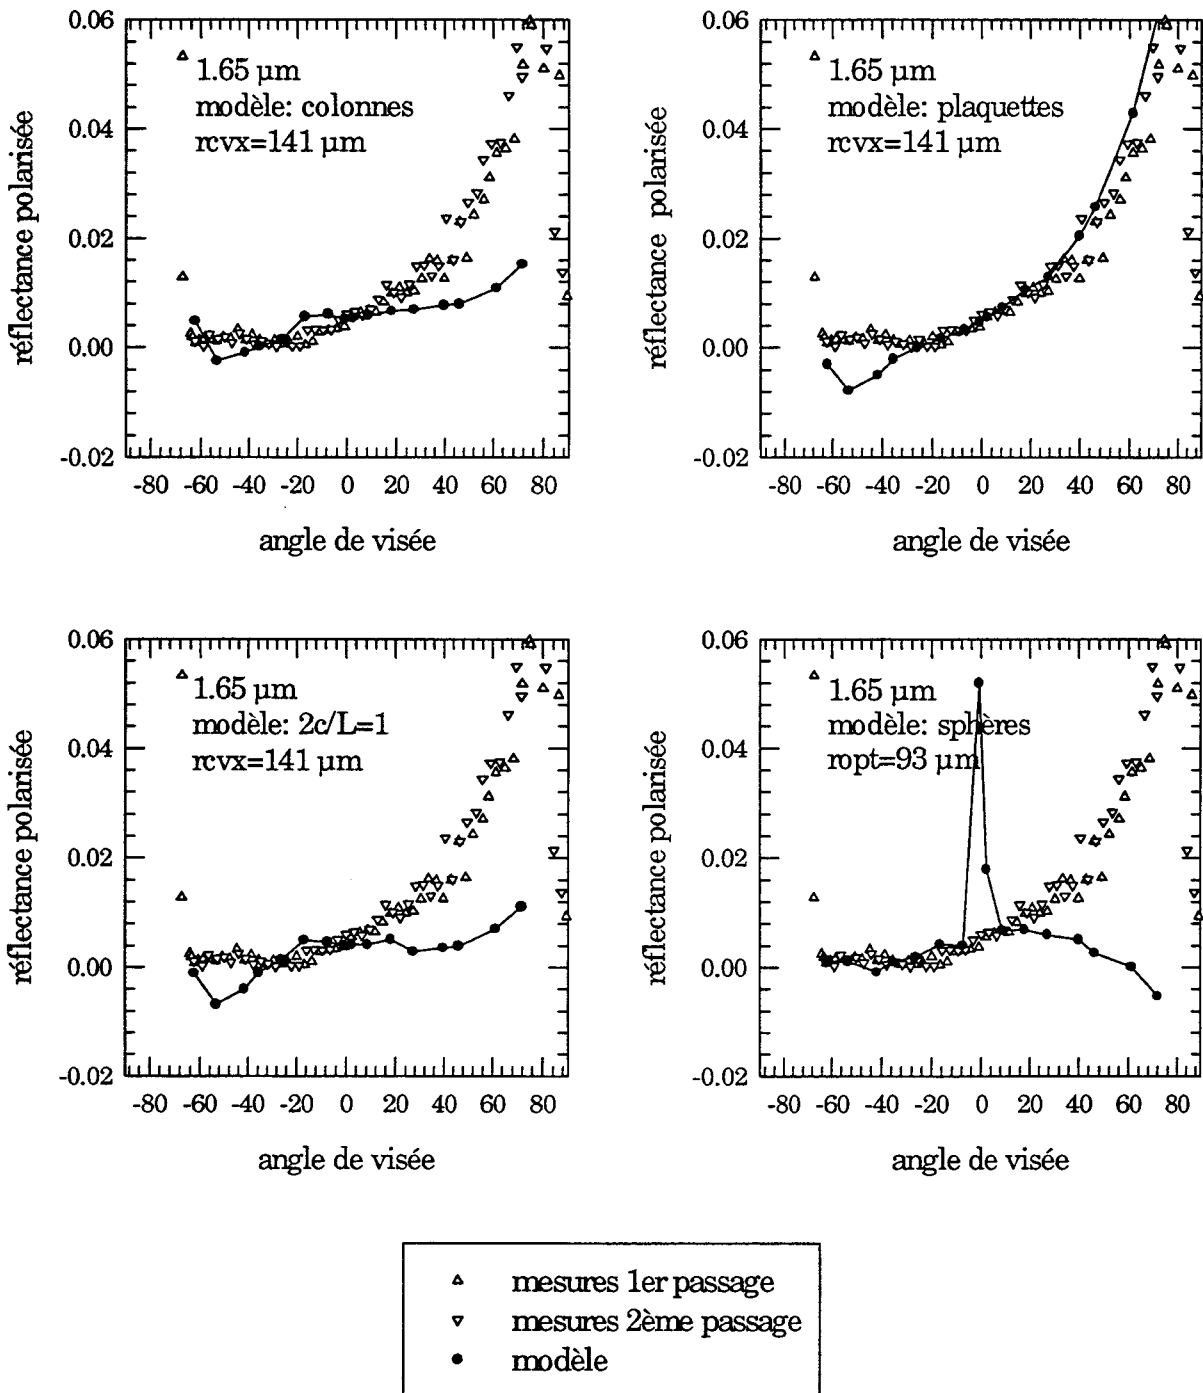 0.06
0.04
0.02
0.00
-0.02
réflectance polarisée
1.65 µm
modèle: colonnes
rcvx=141 µm
-80 -60 -40 -20 0 20 40 60 80
angle de visée
0.06
0.04
0.02
0.00
-0.02
réflectance polarisée
1.65 µm
modèle: plaquettes
rcvx=141 µm
-80 -60 -40 -20 0 20 40 60 80
angle de visée
0.06
0.04
0.02
0.00
-0.02
réflectance polarisée
1.65 µm
modèle: 2c/L=1
rcvx=141 µm
-80 -60 -40 -20 0 20 40 60 80
angle de visée
0.06
0.04
0.02
0.00
-0.02
réflectance polarisée
1.65 µm
modèle: sphères
ropt=93 µm
-80 -60 -40 -20 0 20 40 60 80
angle de visée
mesures 1er passage
mesures 2ème passage
modèle